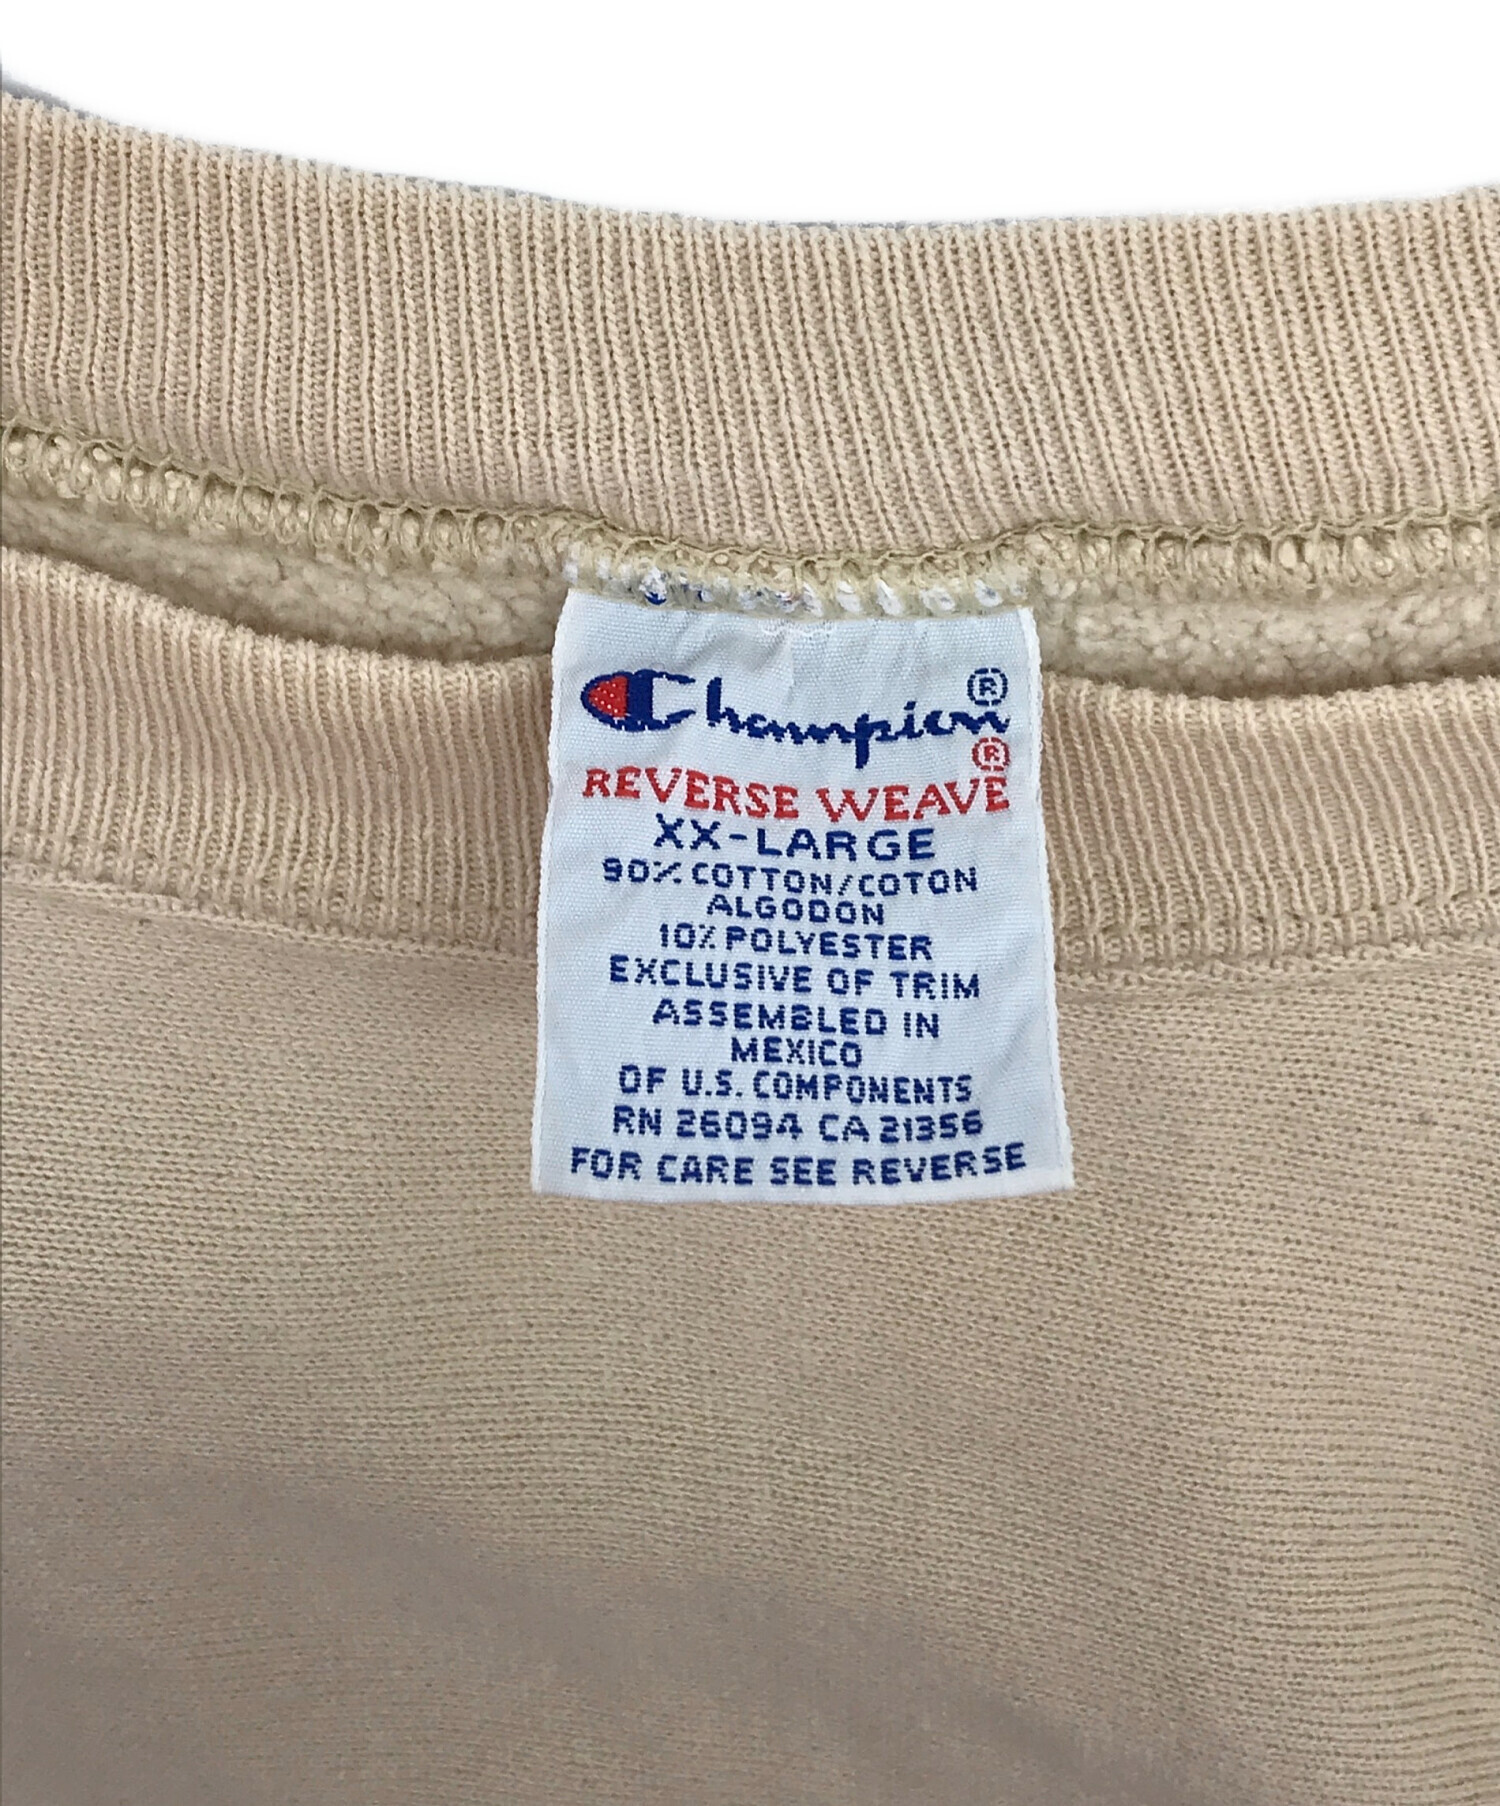 Champion®
REVERSE WEAVE®
XX-LARGE
90% COTTON/COTON
ALGODON
10% POLYESTER
EXCLUSIVE OF TRIM
ASSEMBLED IN
MEXICO
OF U.S. COMPONENTS
RN 26094 CA 21356
FOR CARE SEE REVERSE